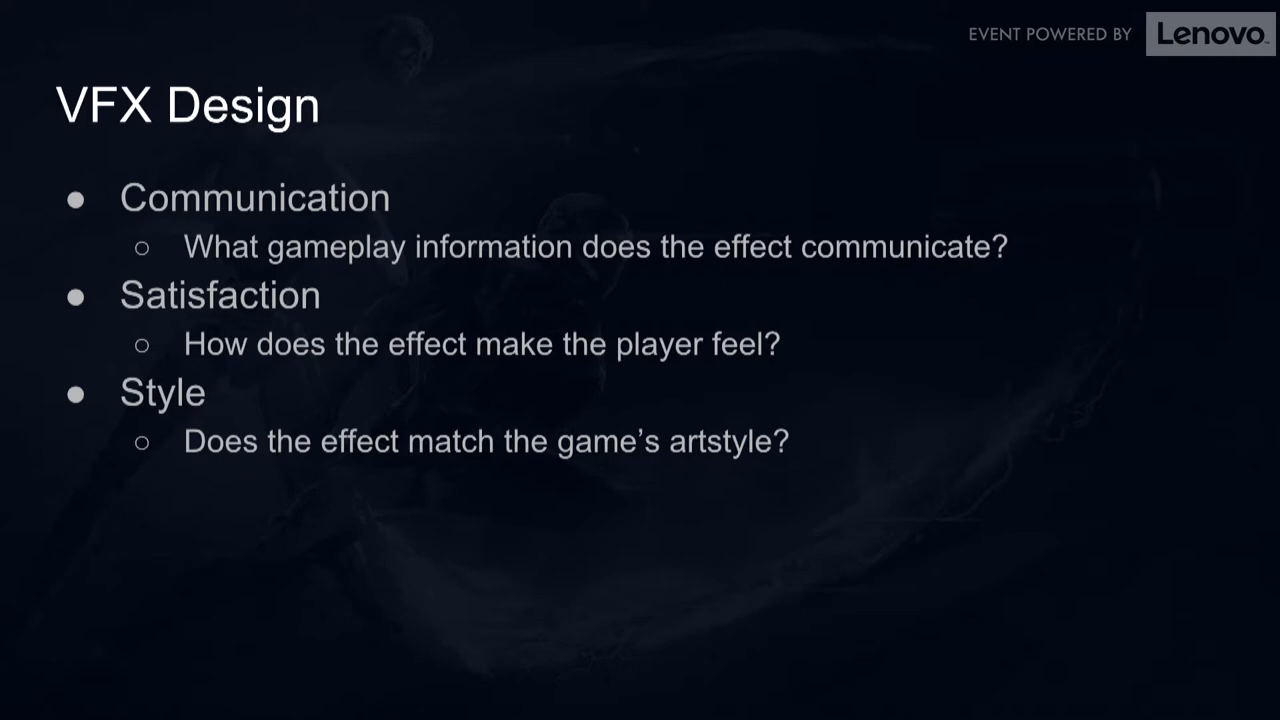 EVENT POWERED BY Lenovo
VFX Design
● Communication
○ What gameplay information does the effect communicate?
● Satisfaction
○ How does the effect make the player feel?
● Style
○ Does the effect match the game’s artstyle?